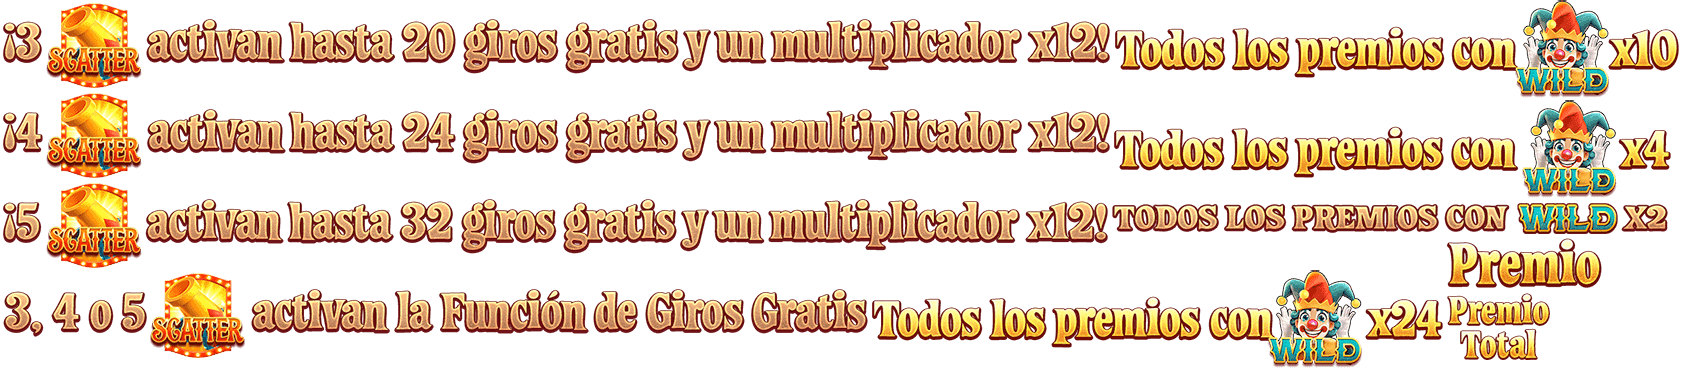 ¡3 SCATTER activan hasta 20 giros gratis y un multiplicador x12!
Todos los premios con WILD x10
¡4 SCATTER activan hasta 24 giros gratis y un multiplicador x12!
Todos los premios con WILD x4
¡5 SCATTER activan hasta 32 giros gratis y un multiplicador x12!
TODOS LOS PREMIOS CON WILD X2
Premio
3, 4 o 5 SCATTER activan la Función de Giros Gratis
Todos los premios con WILD x24
Premio
Total